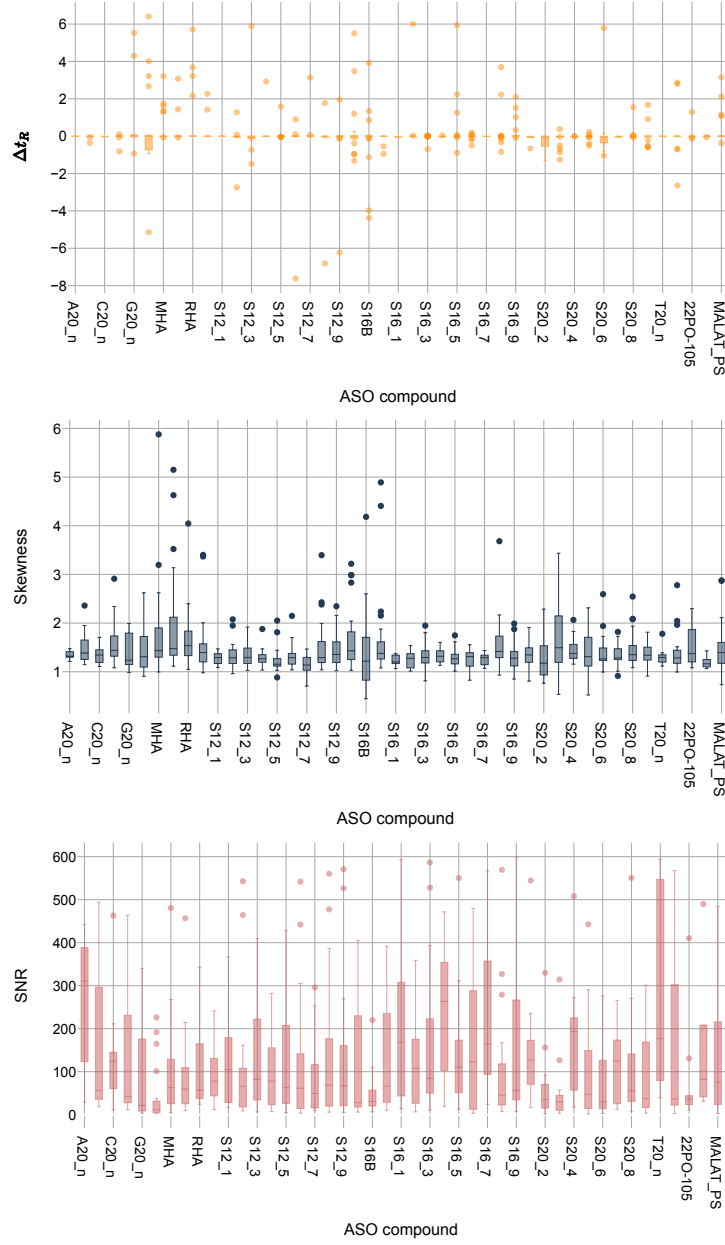 Δt_R
6
4
2
0
−2
−4
−6
−8
A20_n
C20_n
G20_n
MHA
RHA
S12_1
S12_3
S12_5
S12_7
S12_9
S16B
S16_1
S16_3
S16_5
S16_7
S16_9
S20_2
S20_4
S20_6
S20_8
T20_n
22PO-105
MALAT_PS
ASO compound
Skewness
6
5
4
3
2
1
A20_n
C20_n
G20_n
MHA
RHA
S12_1
S12_3
S12_5
S12_7
S12_9
S16B
S16_1
S16_3
S16_5
S16_7
S16_9
S20_2
S20_4
S20_6
S20_8
T20_n
22PO-105
MALAT_PS
ASO compound
SNR
600
500
400
300
200
100
0
A20_n
C20_n
G20_n
MHA
RHA
S12_1
S12_3
S12_5
S12_7
S12_9
S16B
S16_1
S16_3
S16_5
S16_7
S16_9
S20_2
S20_4
S20_6
S20_8
T20_n
22PO-105
MALAT_PS
ASO compound